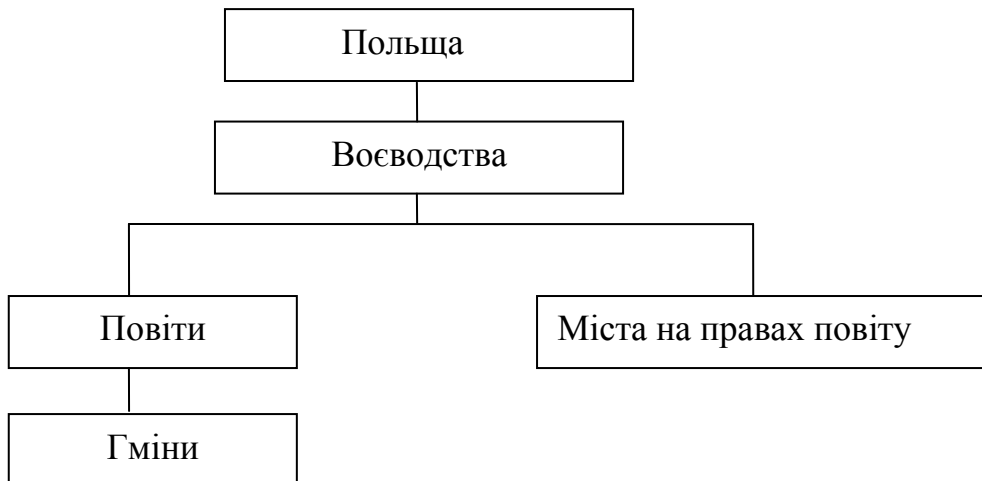 Польща
Воєводства
Повіти
Міста на правах повіту
Гміни